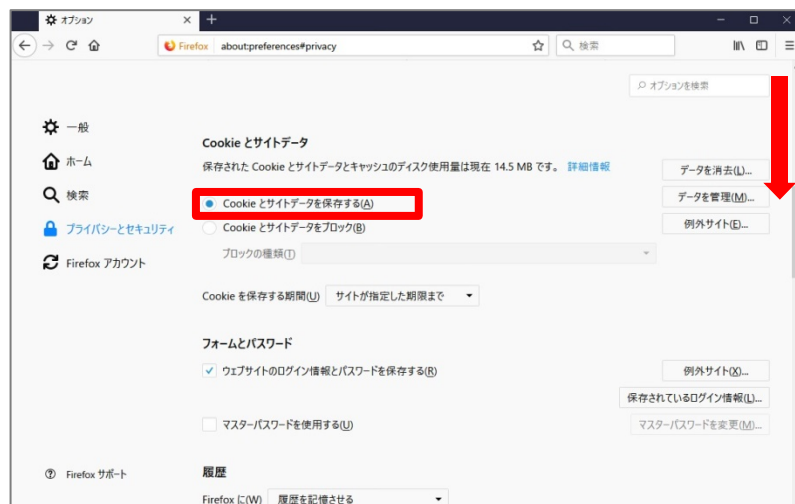 オプション
Firefox about:preferences#privacy 検索
オプションを検索
一般
ホーム
検索
プライバシーとセキュリティ
Firefox アカウント
Firefox サポート
Cookie とサイトデータ
保存された Cookie とサイトデータとキャッシュのディスク使用量は現在 14.5 MB です。 詳細情報
データを消去(L)...
Cookie とサイトデータを保存する(A)
データを管理(M)...
Cookie とサイトデータをブロック(B)
例外サイト(E)...
ブロックの種類(T)
Cookie を保存する期間(U) サイトが指定した期限まで
フォームとパスワード
ウェブサイトのログイン情報とパスワードを保存する(R)
例外サイト(X)...
保存されているログイン情報(L)...
マスターパスワードを使用する(U)
マスターパスワードを変更(M)...
履歴
Firefox に(W) 履歴を記憶させる